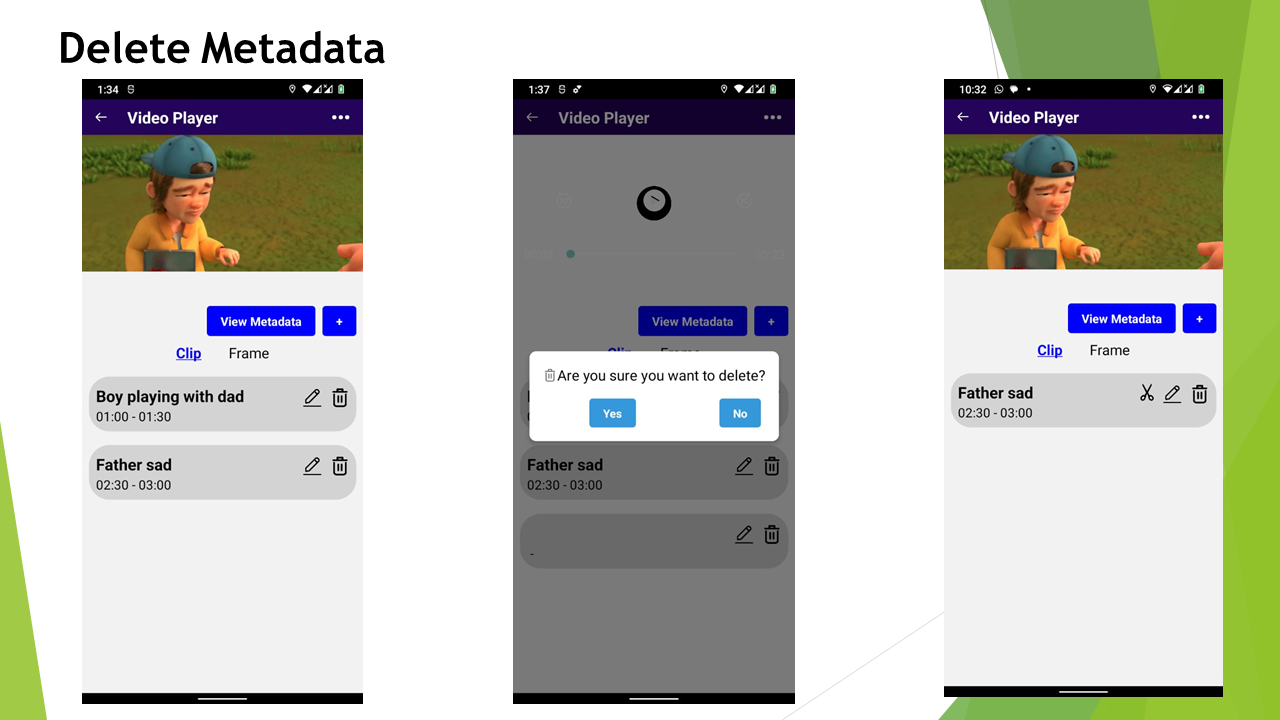 Delete Metadata
1:34
Video Player
View Metadata
+
Clip
Frame
Boy playing with dad
01:00 - 01:30
Father sad
02:30 - 03:00
1:37
Video Player
View Metadata
+
Are you sure you want to delete?
Yes
No
Father sad
02:30 - 03:00
-
10:32
Video Player
View Metadata
+
Clip
Frame
Father sad
02:30 - 03:00